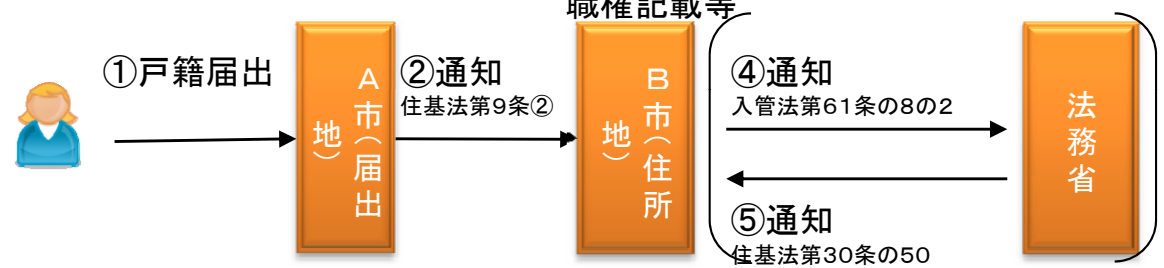 職権記載等
①戸籍届出
A市（届出地）
②通知
住基法第9条②
B市（住所地）
④通知
入管法第61条の8の2
法務省
⑤通知
住基法第30条の50